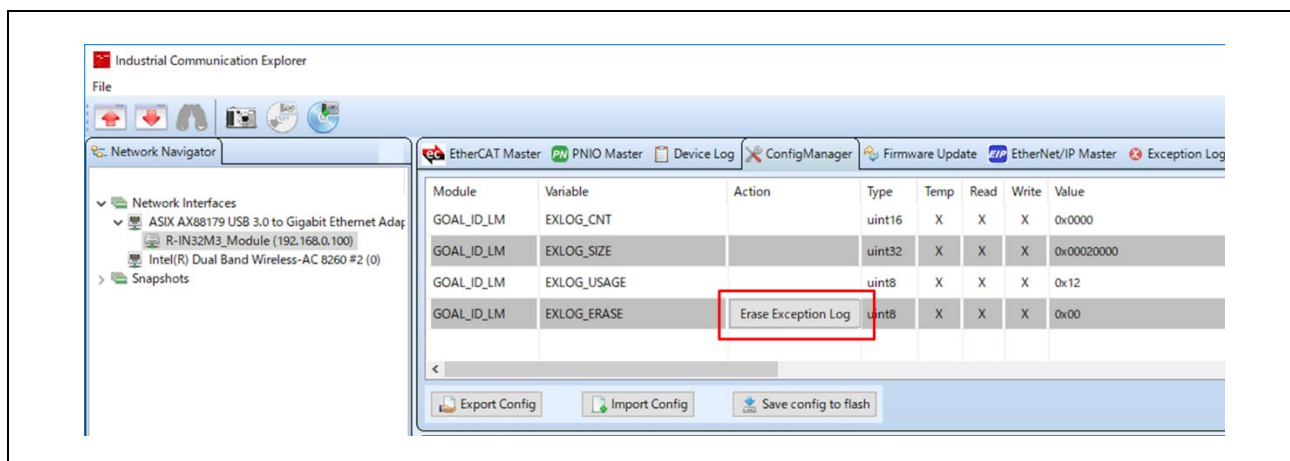 Industrial Communication Explorer
File
Network Navigator
EtherCAT Master PNIO Master Device Log ConfigManager Firmware Update EtherNet/IP Master Exception Log
Module Variable Action Type Temp Read Write Value
GOAL_ID_LM EXLOG_CNT uint16 X X X 0x0000
GOAL_ID_LM EXLOG_SIZE uint32 X X X 0x00020000
GOAL_ID_LM EXLOG_USAGE uint8 X X X 0x12
GOAL_ID_LM EXLOG_ERASE Erase Exception Log uint8 X X X 0x00
Network Interfaces
ASIX AX88179 USB 3.0 to Gigabit Ethernet Adap
R-IN32M3_Module (192.168.0.100)
Intel(R) Dual Band Wireless-AC 8260 #2 (0)
Snapshots
Export Config Import Config Save config to flash